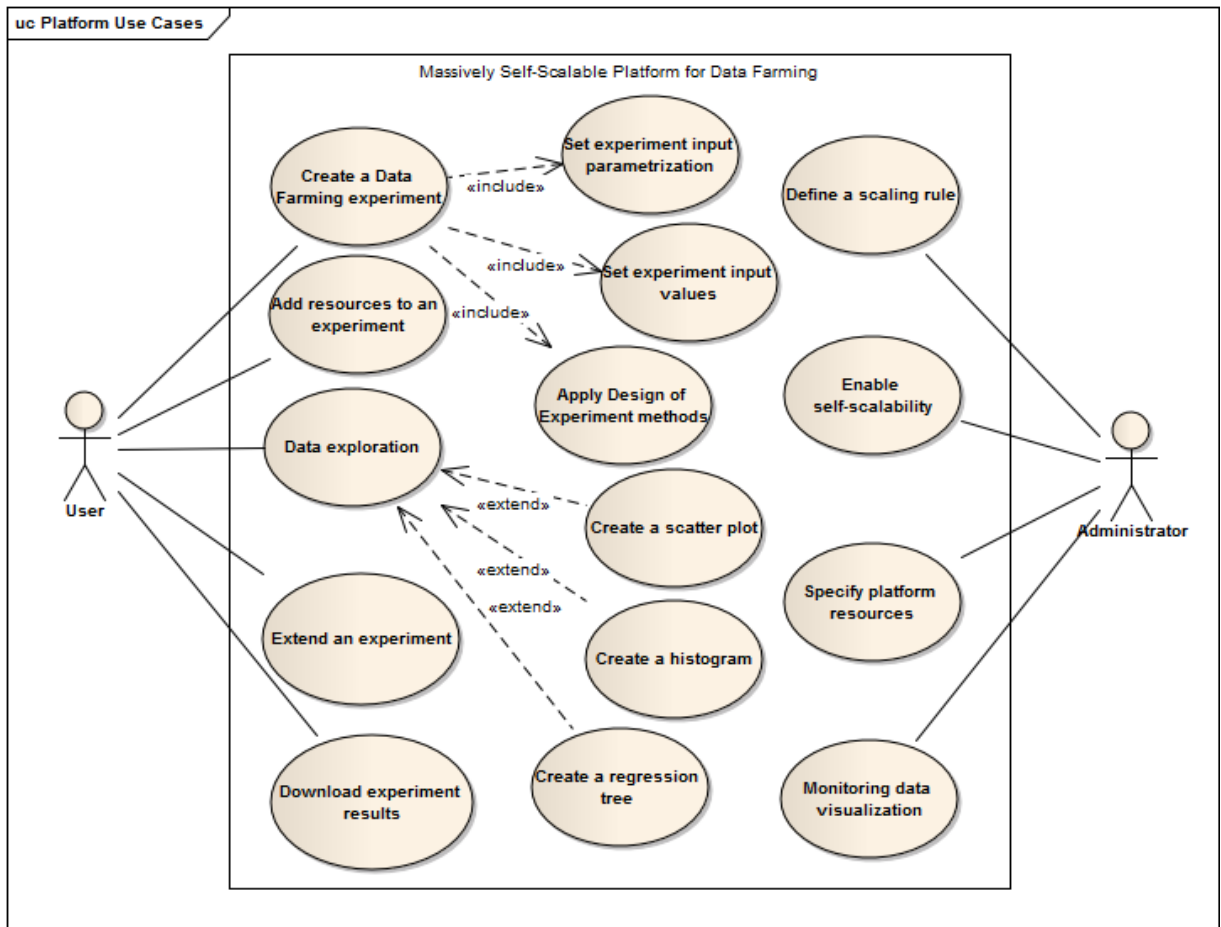 uc Platform Use Cases
Massively Self-Scalable Platform for Data Farming
Create a Data
Farming experiment
«include»
Set experiment input
parametrization
Define a scaling rule
«include»
Set experiment input
values
Add resources to an
experiment
«include»
Apply Design of
Experiment methods
Enable
self-scalability
Data exploration
User
Administrator
«extend»
Create a scatter plot
«extend»
«extend»
Specify platform
resources
Extend an experiment
Create a histogram
Download experiment
results
Create a regression
tree
Monitoring data
visualization